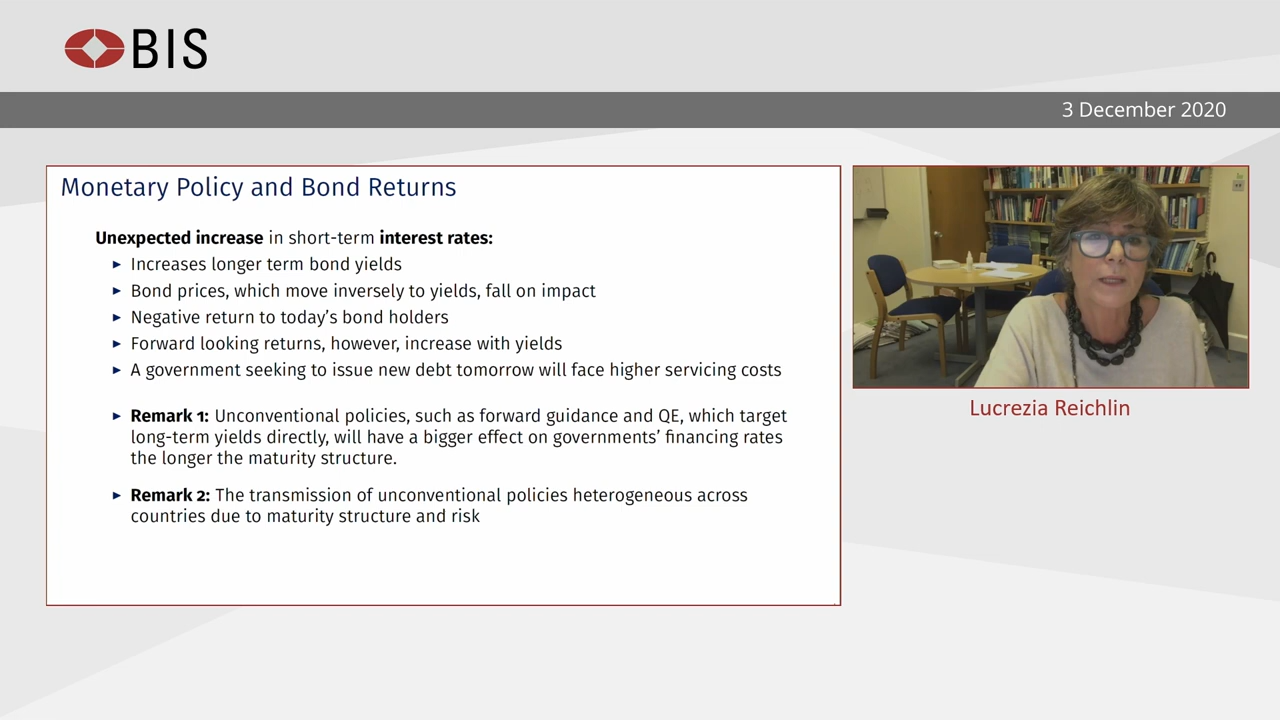 BIS
3 December 2020
Monetary Policy and Bond Returns
Unexpected increase in short-term interest rates:
► Increases longer term bond yields
► Bond prices, which move inversely to yields, fall on impact
► Negative return to today's bond holders
► Forward looking returns, however, increase with yields
► A government seeking to issue new debt tomorrow will face higher servicing costs
► Remark 1: Unconventional policies, such as forward guidance and QE, which target
long-term yields directly, will have a bigger effect on governments' financing rates
the longer the maturity structure.
► Remark 2: The transmission of unconventional policies heterogeneous across
countries due to maturity structure and risk
Lucrezia Reichlin